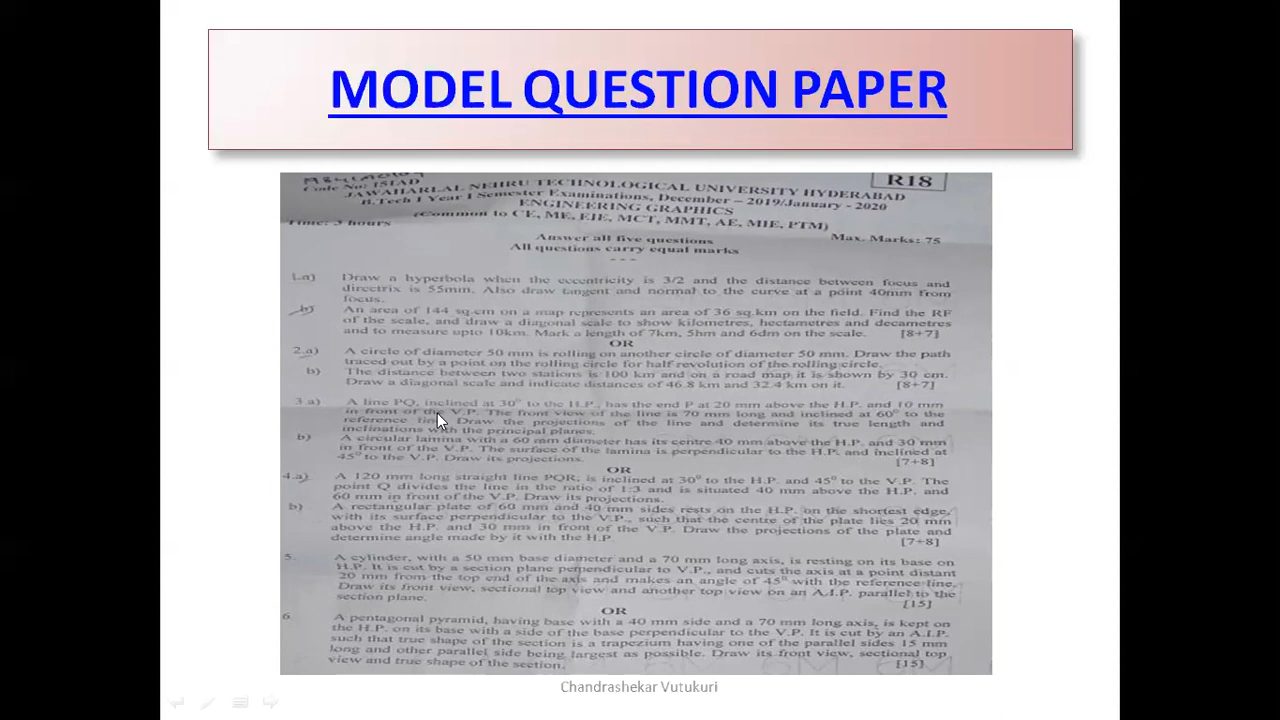 MODEL QUESTION PAPER
Code No: 151AD
R18
JAWAHARLAL NEHRU TECHNOLOGICAL UNIVERSITY HYDERABAD
B.Tech I Year I Semester Examinations, December – 2019/January - 2020
ENGINEERING GRAPHICS
(Common to CE, ME, EIE, MCT, MMT, AE, MIE, PTM)
Time: 3 hours
Max. Marks: 75
Answer all five questions
All questions carry equal marks
- - -
1.a) Draw a hyperbola when the eccentricity is 3/2 and the distance between focus and
directrix is 55mm. Also draw tangent and normal to the curve at a point 40mm from
focus.
b) An area of 144 sq.cm on a map represents an area of 36 sq.km on the field. Find the RF
of the scale, and draw a diagonal scale to show kilometres, hectametres and decametres
and to measure upto 10km. Mark a length of 7km, 5hm and 6dm on the scale. [8+7]
OR
2.a) A circle of diameter 50 mm is rolling on another circle of diameter 50 mm. Draw the path
traced out by a point on the rolling circle for half revolution of the rolling circle.
b) The distance between two stations is 100 km and on a road map it is shown by 30 cm.
Draw a diagonal scale and indicate distances of 46.8 km and 32.4 km on it. [8+7]
3.a) A line PQ, inclined at 30⁰ to the H.P., has the end P at 20 mm above the H.P. and 10 mm
in front of the V.P. The front view of the line is 70 mm long and inclined at 60⁰ to the
reference line. Draw the projections of the line and determine its true length and
inclinations with the principal planes.
b) A circular lamina with a 60 mm diameter has its centre 40 mm above the H.P. and 30 mm
in front of the V.P. The surface of the lamina is perpendicular to the H.P. and inclined at
45⁰ to the V.P. Draw its projections. [7+8]
OR
4.a) A 120 mm long straight line PQR, is inclined at 30⁰ to the H.P. and 45⁰ to the V.P. The
point Q divides the line in the ratio of 1:3 and is situated 40 mm above the H.P. and
60 mm in front of the V.P. Draw its projections.
b) A rectangular plate of 60 mm and 40 mm sides rests on the H.P. on the shortest edge,
with its surface perpendicular to the V.P., such that the centre of the plate lies 20 mm
above the H.P. and 30 mm in front of the V.P. Draw the projections of the plate and
determine angle made by it with the H.P. [7+8]
5. A cylinder, with a 50 mm base diameter and a 70 mm long axis, is resting on its base on
H.P. It is cut by a section plane perpendicular to V.P., and cuts the axis at a point distant
20 mm from the top end of the axis and makes an angle of 45⁰ with the reference line.
Draw its front view, sectional top view and another top view on an A.I.P. parallel to the
section plane. [15]
OR
6. A pentagonal pyramid, having base with a 40 mm side and a 70 mm long axis, is kept on
the H.P. on its base with a side of the base perpendicular to the V.P. It is cut by an A.I.P.
such that true shape of the section is a trapezium having one of the parallel sides 15 mm
long and other parallel side being largest as possible. Draw its front view, sectional top
view and true shape of the section. [15]
Chandrashekar Vutukuri